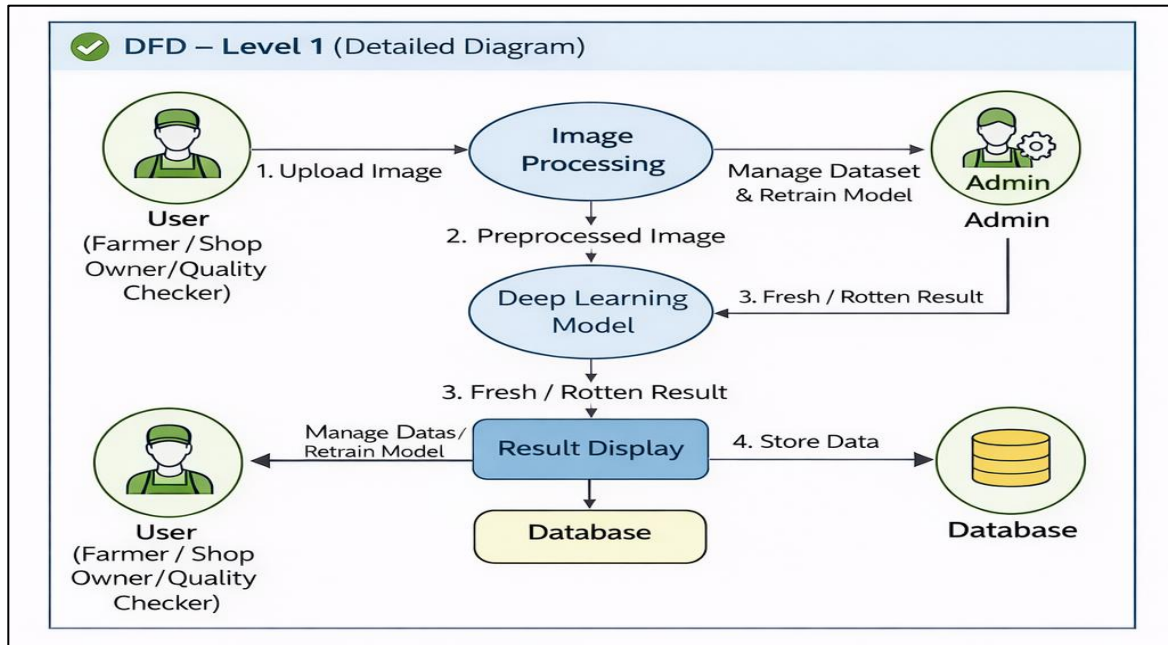 DFD – Level 1 (Detailed Diagram)
1. Upload Image
Image
Processing
Manage Dataset
& Retrain Model
Admin
Admin
User
(Farmer / Shop
Owner/Quality
Checker)
2. Preprocessed Image
Deep Learning
Model
3. Fresh / Rotten Result
3. Fresh / Rotten Result
Manage Datas/
Retrain Model
Result Display
4. Store Data
User
(Farmer / Shop
Owner/Quality
Checker)
Database
Database